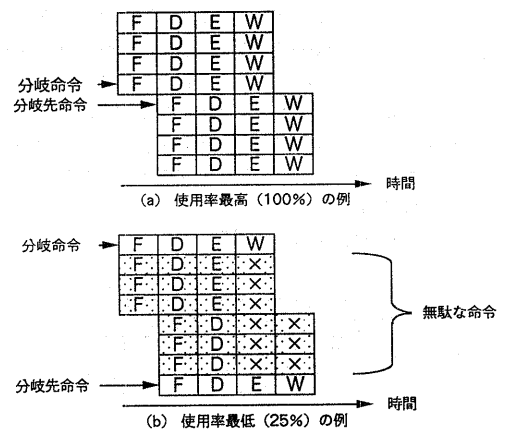 F D E W
F D E W
F D E W
分岐命令 F D E W
分岐先命令 F D E W
F D E W
F D E W
F D E W
時間
(a) 使用率最高(100%)の例
分岐命令 F D E W
F D E ×
F D E ×
F D E ×
無駄な命令
F D × ×
F D × ×
F D × ×
分岐先命令 F D E W
時間
(b) 使用率最低(25%)の例